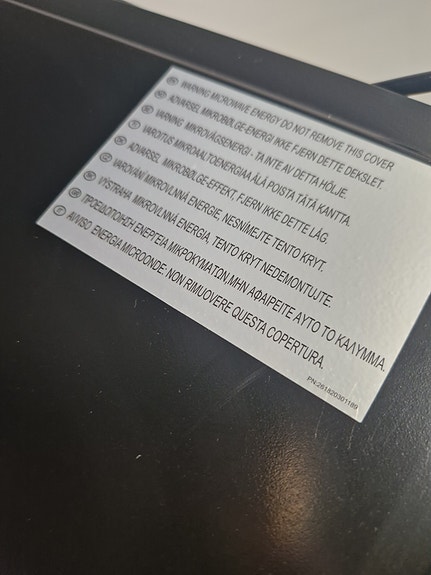 WARNING MICROWAVE ENERGY DO NOT REMOVE THIS COVER
ADVARSEL MIKROBØLGE-ENERGI IKKE FJERN DETTE DEKSLET.
VARNING MIKROVÅGSENERGI - TA INTE AV DETTA HÖLJE.
VAROITUS MIKROAALTOENERGIAA ÄLÄ POISTA TÄTÄ KANTTA.
ADVARSEL MIKROBØLGE-EFFEKT, FJERN IKKE DETTE LÅG.
VAROVÁNÍ MIKROVLNNÁ ENERGIE, NESNÍMEJTE TENTO KRYT.
VÝSTRAHA MIKROVLNNÁ ENERGIA, TENTO KRYT NEDEMONTUJTE.
ΠΡΟΕΙΔΟΠΟΙΗΣΗ ΕΝΕΡΓΕΙΑ ΜΙΚΡΟΚΥΜΑΤΩΝ,ΜΗΝ ΑΦΑΙΡΕΙΤΕ ΑΥΤΟ ΤΟ ΚΑΛΥΜΜΑ.
AVVISO: ENERGIA MICROONDE: NON RIMUOVERE QUESTA COPERTURA.
PN:261820301189